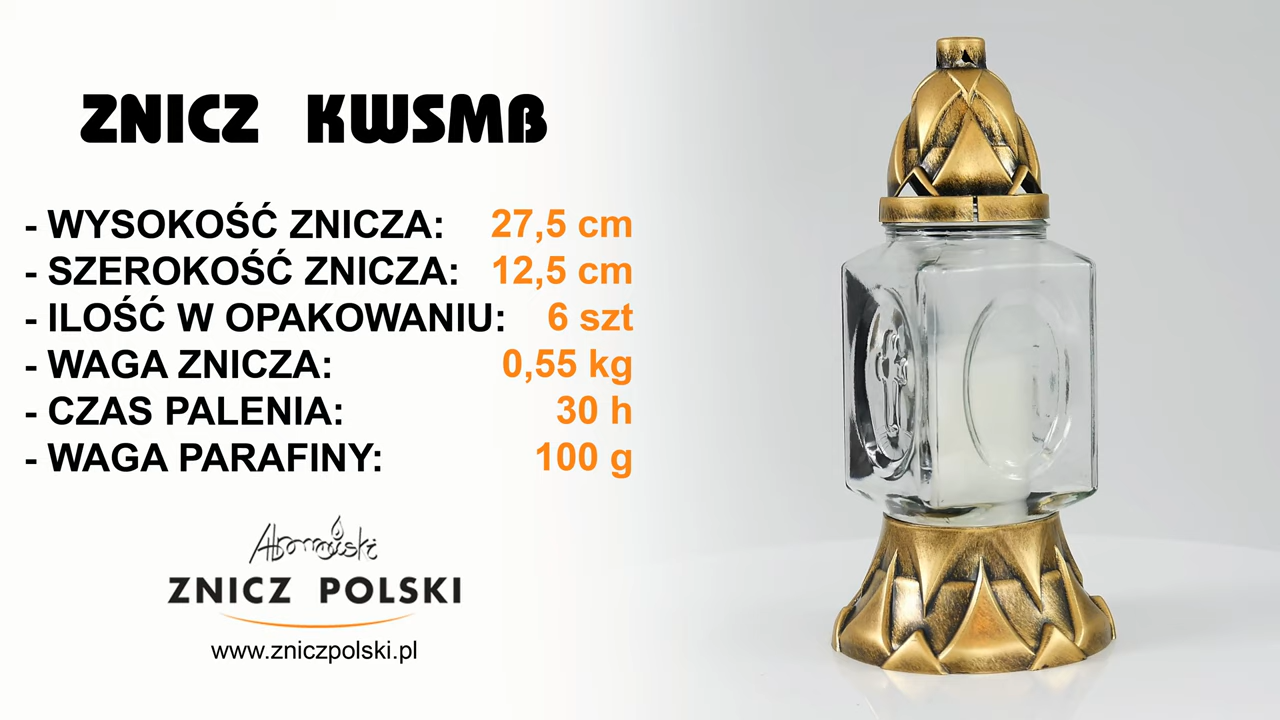 ZNICZ KWSMB
- WYSOKOŚĆ ZNICZA: 27,5 cm
- SZEROKOŚĆ ZNICZA: 12,5 cm
- ILOŚĆ W OPAKOWANIU: 6 szt
- WAGA ZNICZA: 0,55 kg
- CZAS PALENIA: 30 h
- WAGA PARAFINY: 100 g
ZNICZ POLSKI
www.zniczpolski.pl